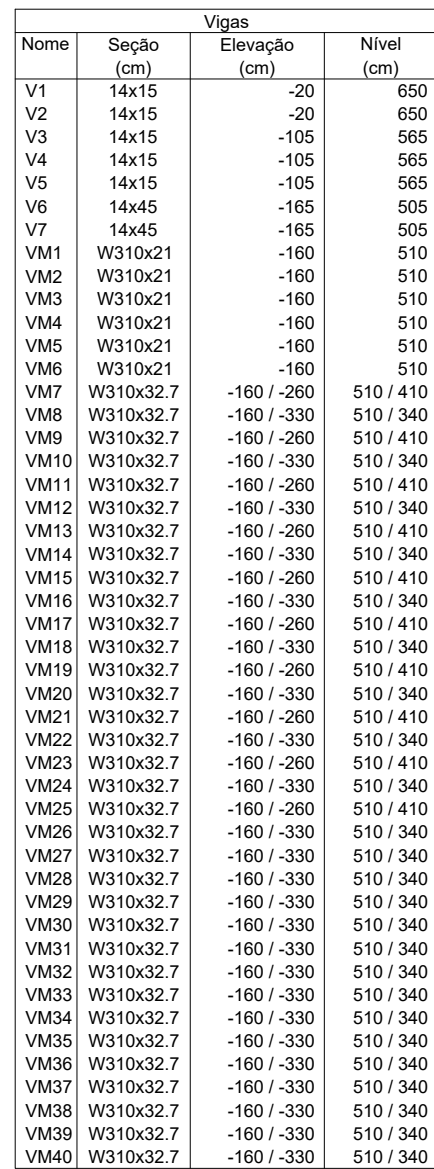 Vigas
Nome Seção Elevação Nível
(cm) (cm) (cm)
V1 14x15 -20 650
V2 14x15 -20 650
V3 14x15 -105 565
V4 14x15 -105 565
V5 14x15 -105 565
V6 14x45 -165 505
V7 14x45 -165 505
VM1 W310x21 -160 510
VM2 W310x21 -160 510
VM3 W310x21 -160 510
VM4 W310x21 -160 510
VM5 W310x21 -160 510
VM6 W310x21 -160 510
VM7 W310x32.7 -160 / -260 510 / 410
VM8 W310x32.7 -160 / -330 510 / 340
VM9 W310x32.7 -160 / -260 510 / 410
VM10 W310x32.7 -160 / -330 510 / 340
VM11 W310x32.7 -160 / -260 510 / 410
VM12 W310x32.7 -160 / -330 510 / 340
VM13 W310x32.7 -160 / -260 510 / 410
VM14 W310x32.7 -160 / -330 510 / 340
VM15 W310x32.7 -160 / -260 510 / 410
VM16 W310x32.7 -160 / -330 510 / 340
VM17 W310x32.7 -160 / -260 510 / 410
VM18 W310x32.7 -160 / -330 510 / 340
VM19 W310x32.7 -160 / -260 510 / 410
VM20 W310x32.7 -160 / -330 510 / 340
VM21 W310x32.7 -160 / -260 510 / 410
VM22 W310x32.7 -160 / -330 510 / 340
VM23 W310x32.7 -160 / -260 510 / 410
VM24 W310x32.7 -160 / -330 510 / 340
VM25 W310x32.7 -160 / -260 510 / 410
VM26 W310x32.7 -160 / -330 510 / 340
VM27 W310x32.7 -160 / -330 510 / 340
VM28 W310x32.7 -160 / -330 510 / 340
VM29 W310x32.7 -160 / -330 510 / 340
VM30 W310x32.7 -160 / -330 510 / 340
VM31 W310x32.7 -160 / -330 510 / 340
VM32 W310x32.7 -160 / -330 510 / 340
VM33 W310x32.7 -160 / -330 510 / 340
VM34 W310x32.7 -160 / -330 510 / 340
VM35 W310x32.7 -160 / -330 510 / 340
VM36 W310x32.7 -160 / -330 510 / 340
VM37 W310x32.7 -160 / -330 510 / 340
VM38 W310x32.7 -160 / -330 510 / 340
VM39 W310x32.7 -160 / -330 510 / 340
VM40 W310x32.7 -160 / -330 510 / 340